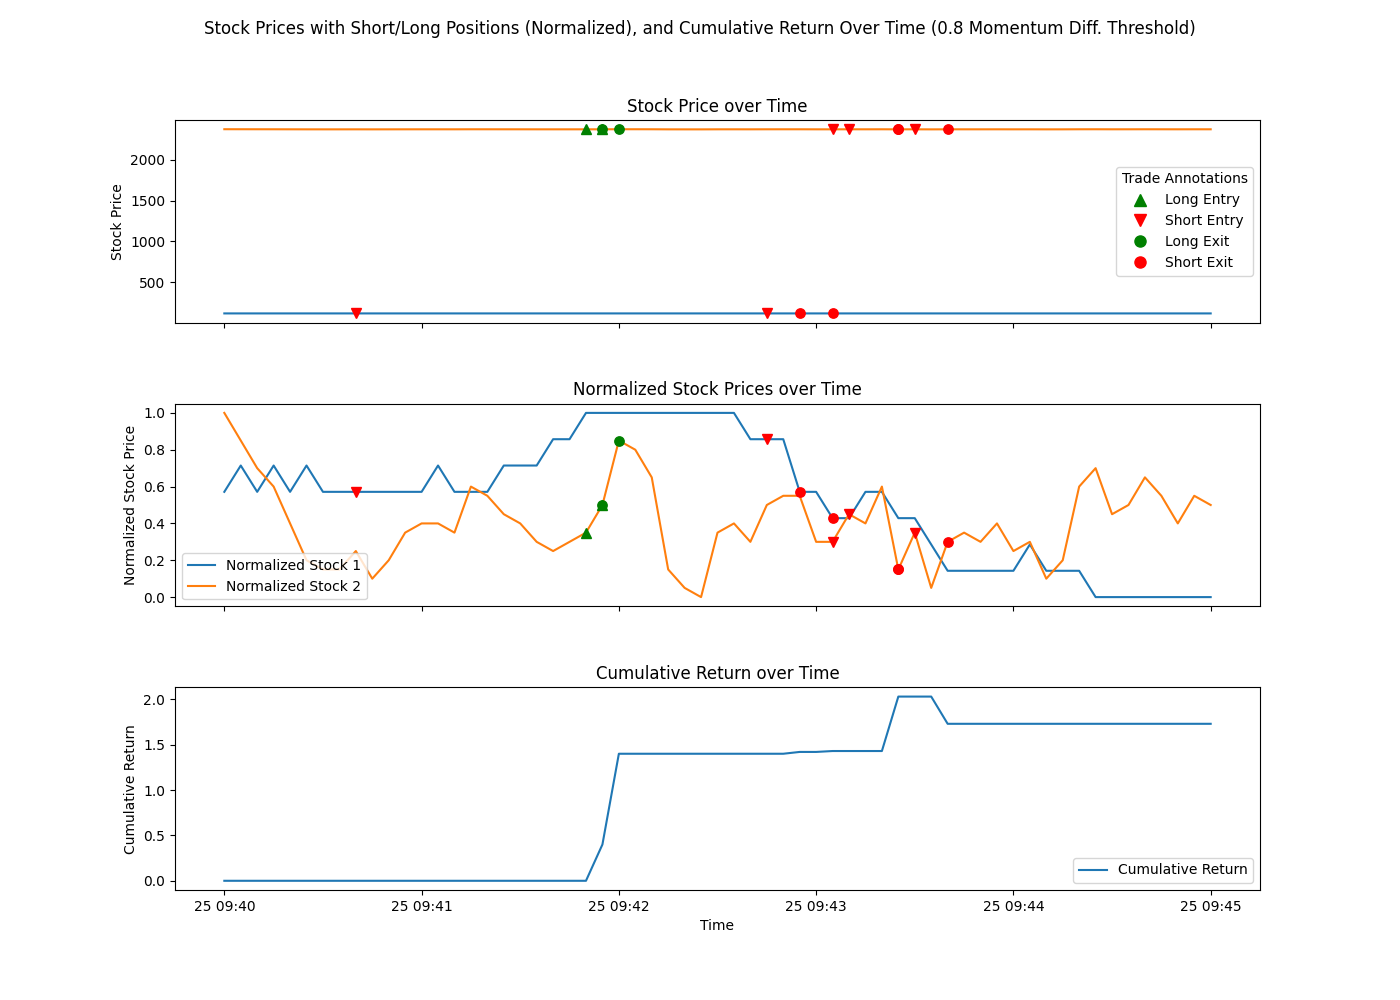 Stock Prices with Short/Long Positions (Normalized), and Cumulative Return Over Time (0.8 Momentum Diff. Threshold)
Stock Price over Time
Stock Price
2000
1500
1000
500
Trade Annotations
Long Entry
Short Entry
Long Exit
Short Exit
Normalized Stock Prices over Time
Normalized Stock Price
1.0
0.8
0.6
0.4
0.2
0.0
Normalized Stock 1
Normalized Stock 2
Cumulative Return over Time
Cumulative Return
2.0
1.5
1.0
0.5
0.0
Cumulative Return
25 09:40 25 09:41 25 09:42 25 09:43 25 09:44 25 09:45
Time